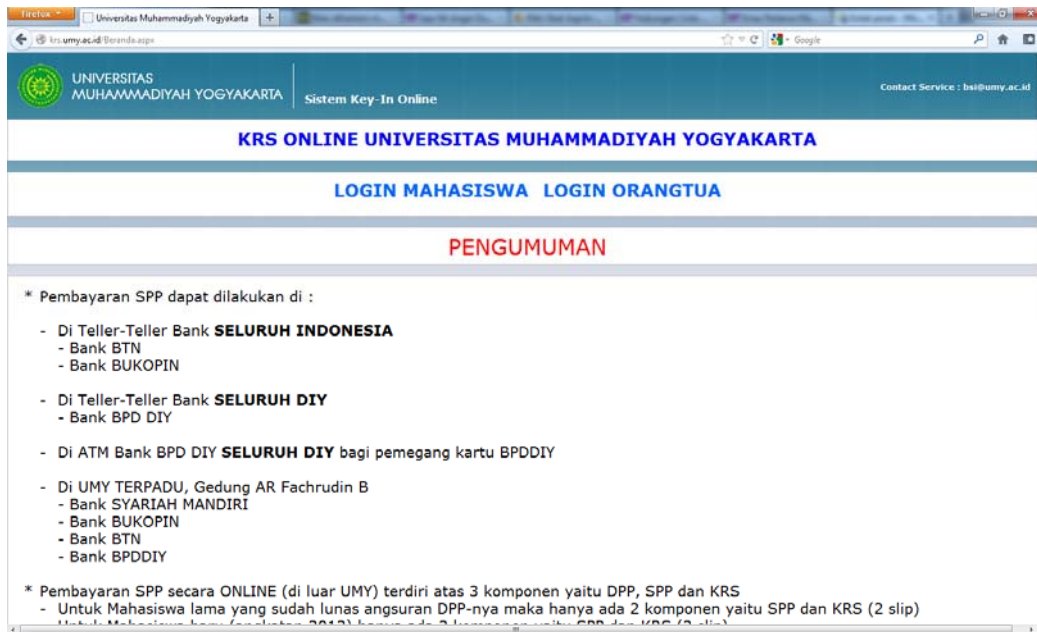 Firefox
Universitas Muhammadiyah Yogyakarta
krs.umy.ac.id/Beranda.aspx
Google
UNIVERSITAS
MUHAMMADIYAH YOGYAKARTA
Sistem Key-In Online
Contact Service : bsi@umy.ac.id
KRS ONLINE UNIVERSITAS MUHAMMADIYAH YOGYAKARTA
LOGIN MAHASISWA LOGIN ORANGTUA
PENGUMUMAN
* Pembayaran SPP dapat dilakukan di :
- Di Teller-Teller Bank SELURUH INDONESIA
- Bank BTN
- Bank BUKOPIN
- Di Teller-Teller Bank SELURUH DIY
- Bank BPD DIY
- Di ATM Bank BPD DIY SELURUH DIY bagi pemegang kartu BPDDIY
- Di UMY TERPADU, Gedung AR Fachrudin B
- Bank SYARIAH MANDIRI
- Bank BUKOPIN
- Bank BTN
- Bank BPDDIY
* Pembayaran SPP secara ONLINE (di luar UMY) terdiri atas 3 komponen yaitu DPP, SPP dan KRS
- Untuk Mahasiswa lama yang sudah lunas angsuran DPP-nya maka hanya ada 2 komponen yaitu SPP dan KRS (2 slip)